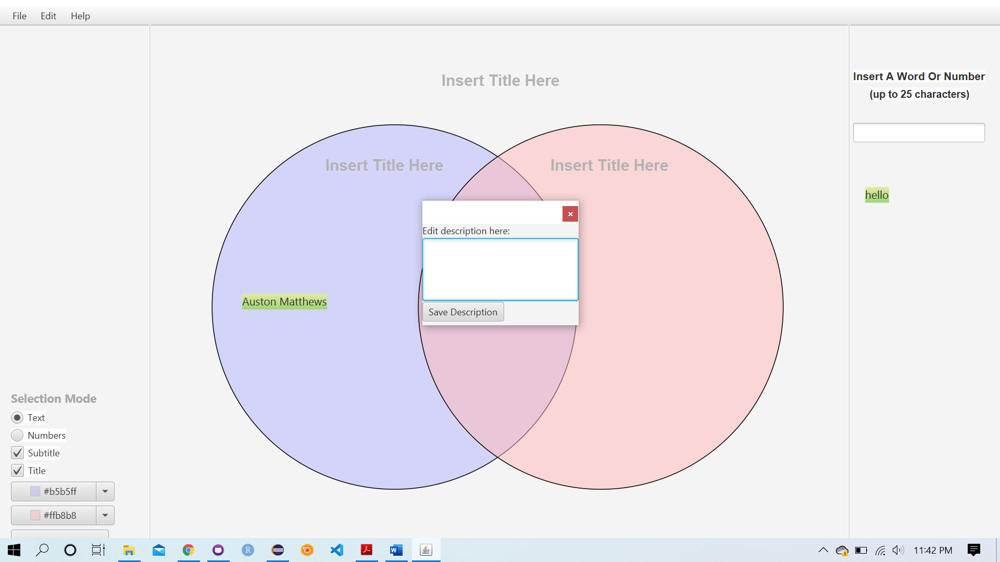 File Edit Help
Insert Title Here
Insert A Word Or Number
(up to 25 characters)
Insert Title Here Insert Title Here
hello
Edit description here:
Auston Matthews
Save Description
Selection Mode
Text
Numbers
Subtitle
Title
#b5b5ff
#ffb8b8
R
W
11:42 PM